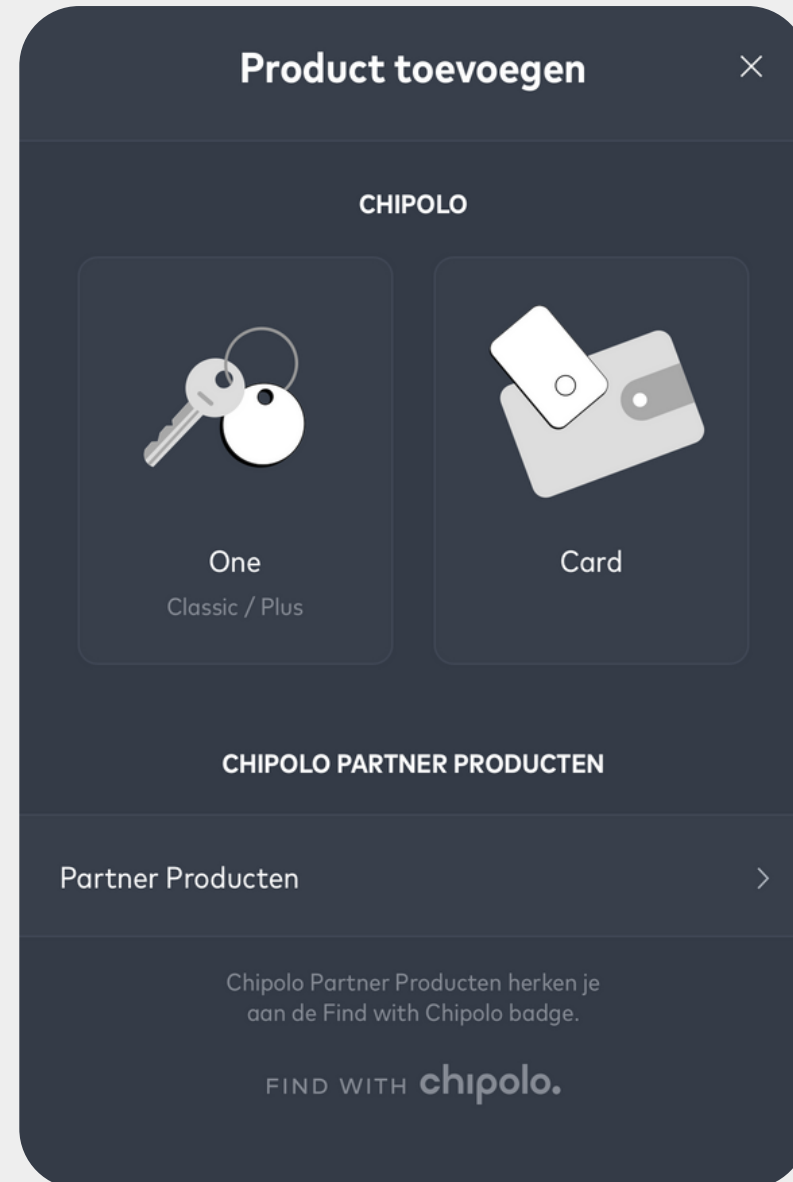 Product toevoegen
CHIPOLO
One
Classic / Plus
Card
CHIPOLO PARTNER PRODUCTEN
Partner Producten
Chipolo Partner Producten herken je
aan de Find with Chipolo badge.
FIND WITH chipolo.